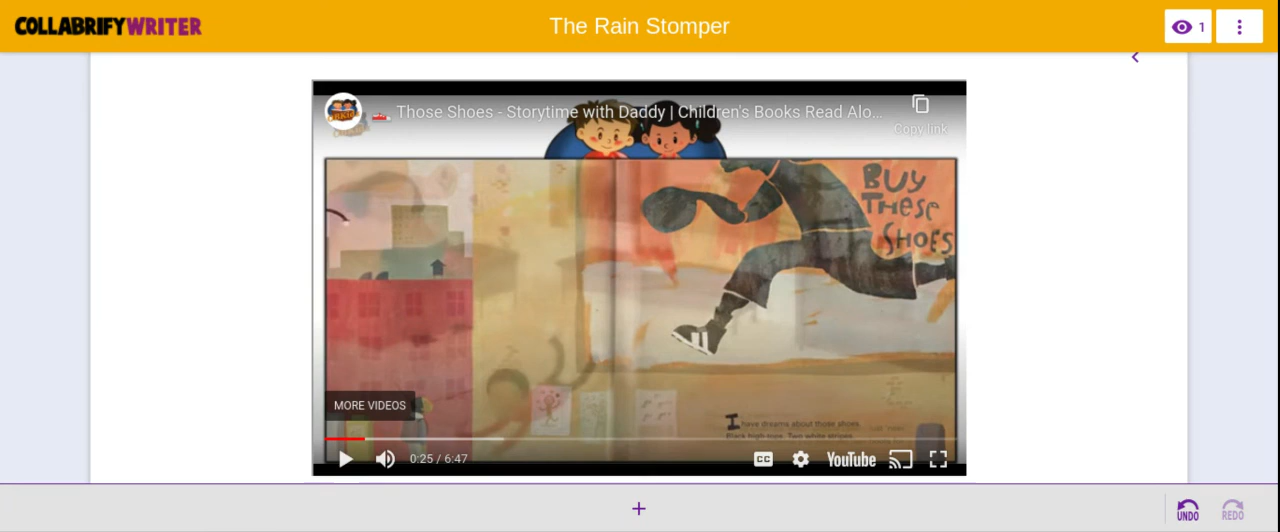 COLLABRIFYWRITER
The Rain Stomper
1
Those Shoes - Storytime with Daddy | Children's Books Read Alo...
Copy link
BUY
THESE
SHOES
MORE VIDEOS
I have dreams about those shoes.
Black high-tops. Two white stripes.
0:25 / 6:47
CC
YouTube
+
UNDO
REDO